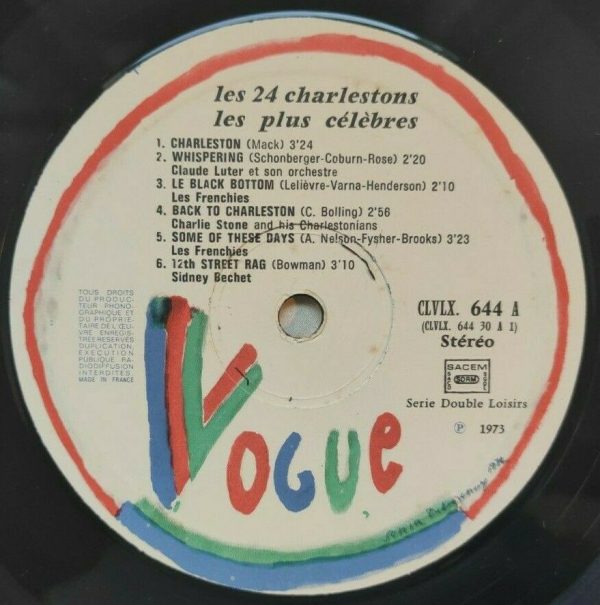 les 24 charlestons
les plus célèbres
1. CHARLESTON (Mack) 3'24
2. WHISPERING (Schonberger-Coburn-Rose) 2'20
Claude Luter et son orchestre
3. LE BLACK BOTTOM (Lelièvre-Varna-Henderson) 2'10
Les Frenchies
4. BACK TO CHARLESTON (C. Bolling) 2'56
Charlie Stone and his Charlestonians
5. SOME OF THESE DAYS (A. Nelson-Fysher-Brooks) 3'23
Les Frenchies
6. 12th STREET RAG (Bowman) 3'10
Sidney Bechet
TOUS DROITS
DU PRODUC-
TEUR PHONO-
GRAPHIQUE ET
DU PROPRIÉ-
TAIRE DE L'ŒU-
VRE ENREGIS-
TRÉE RESERVÉS
DUPLICATION,
EXECUTION
PUBLIQUE, RA-
DIODIFFUSION
INTERDITES.
MADE IN FRANCE
CLVLX. 644 A
(CLVLX. 644 30 A 1)
Stéréo
SACEM
SDRM
Serie Double Loisirs
℗ 1973
VOGUE